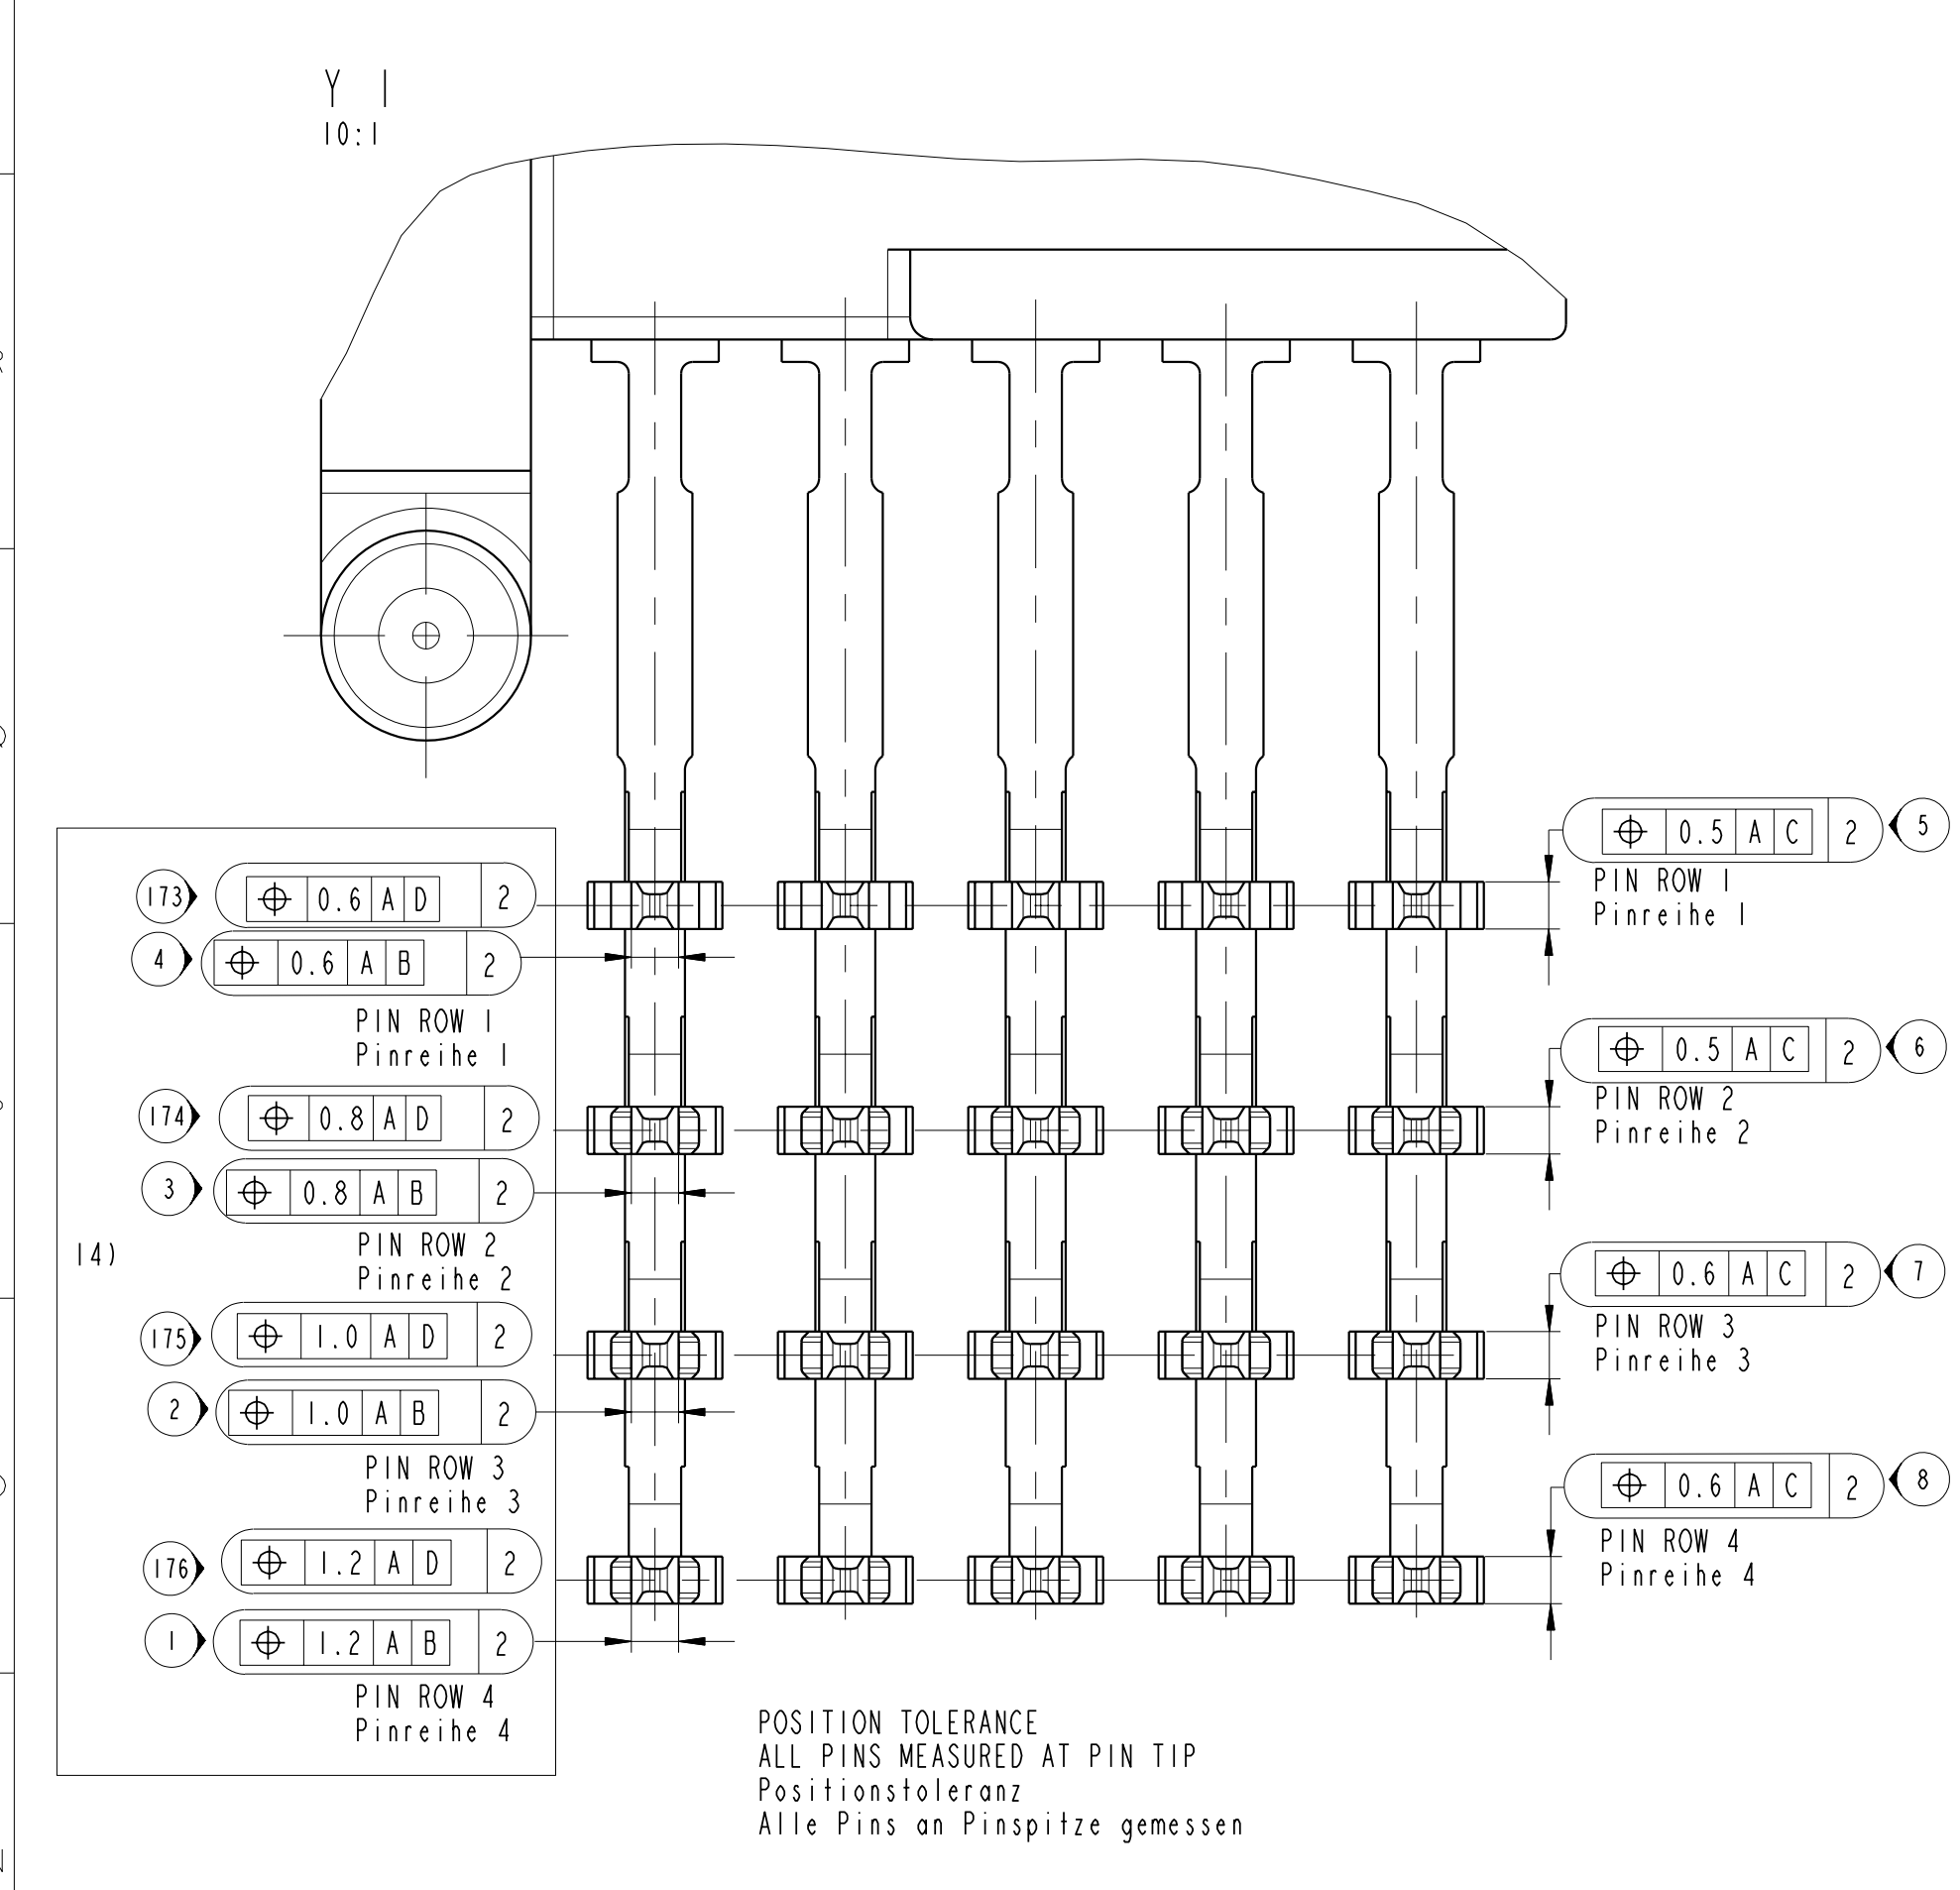 Y 1
10:1
173 ⌖ 0.6 A D 2
4 ⌖ 0.6 A B 2
PIN ROW 1
Pinreihe 1
174 ⌖ 0.8 A D 2
3 ⌖ 0.8 A B 2
PIN ROW 2
Pinreihe 2
14)
175 ⌖ 1.0 A D 2
2 ⌖ 1.0 A B 2
PIN ROW 3
Pinreihe 3
176 ⌖ 1.2 A D 2
1 ⌖ 1.2 A B 2
PIN ROW 4
Pinreihe 4
⌖ 0.5 A C 2 5
PIN ROW 1
Pinreihe 1
⌖ 0.5 A C 2 6
PIN ROW 2
Pinreihe 2
⌖ 0.6 A C 2 7
PIN ROW 3
Pinreihe 3
⌖ 0.6 A C 2 8
PIN ROW 4
Pinreihe 4
POSITION TOLERANCE
ALL PINS MEASURED AT PIN TIP
Positionstoleranz
Alle Pins an Pinspitze gemessen